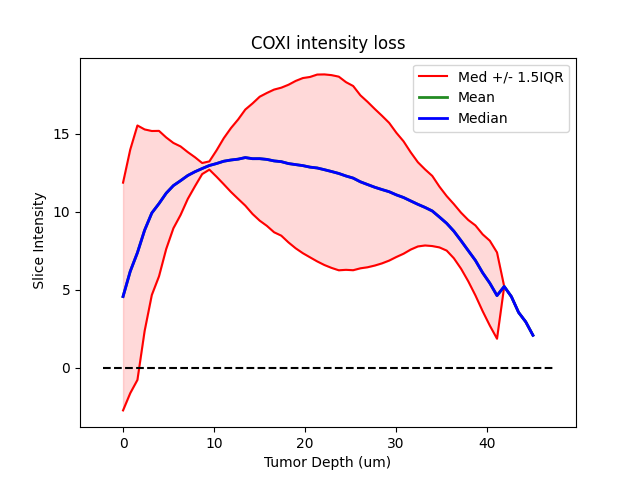 COXI intensity loss
Med +/- 1.5IQR
Mean
Median
Slice Intensity
15
10
5
0
0 10 20 30 40
Tumor Depth (um)